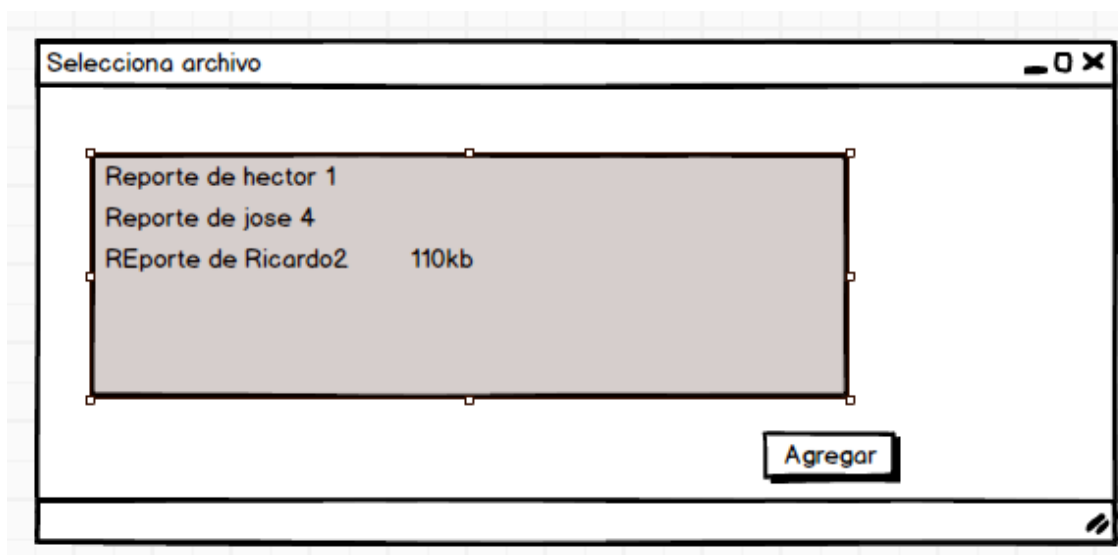 Selecciona archivo
Reporte de hector 1
Reporte de jose 4
REporte de Ricardo2 110kb
Agregar